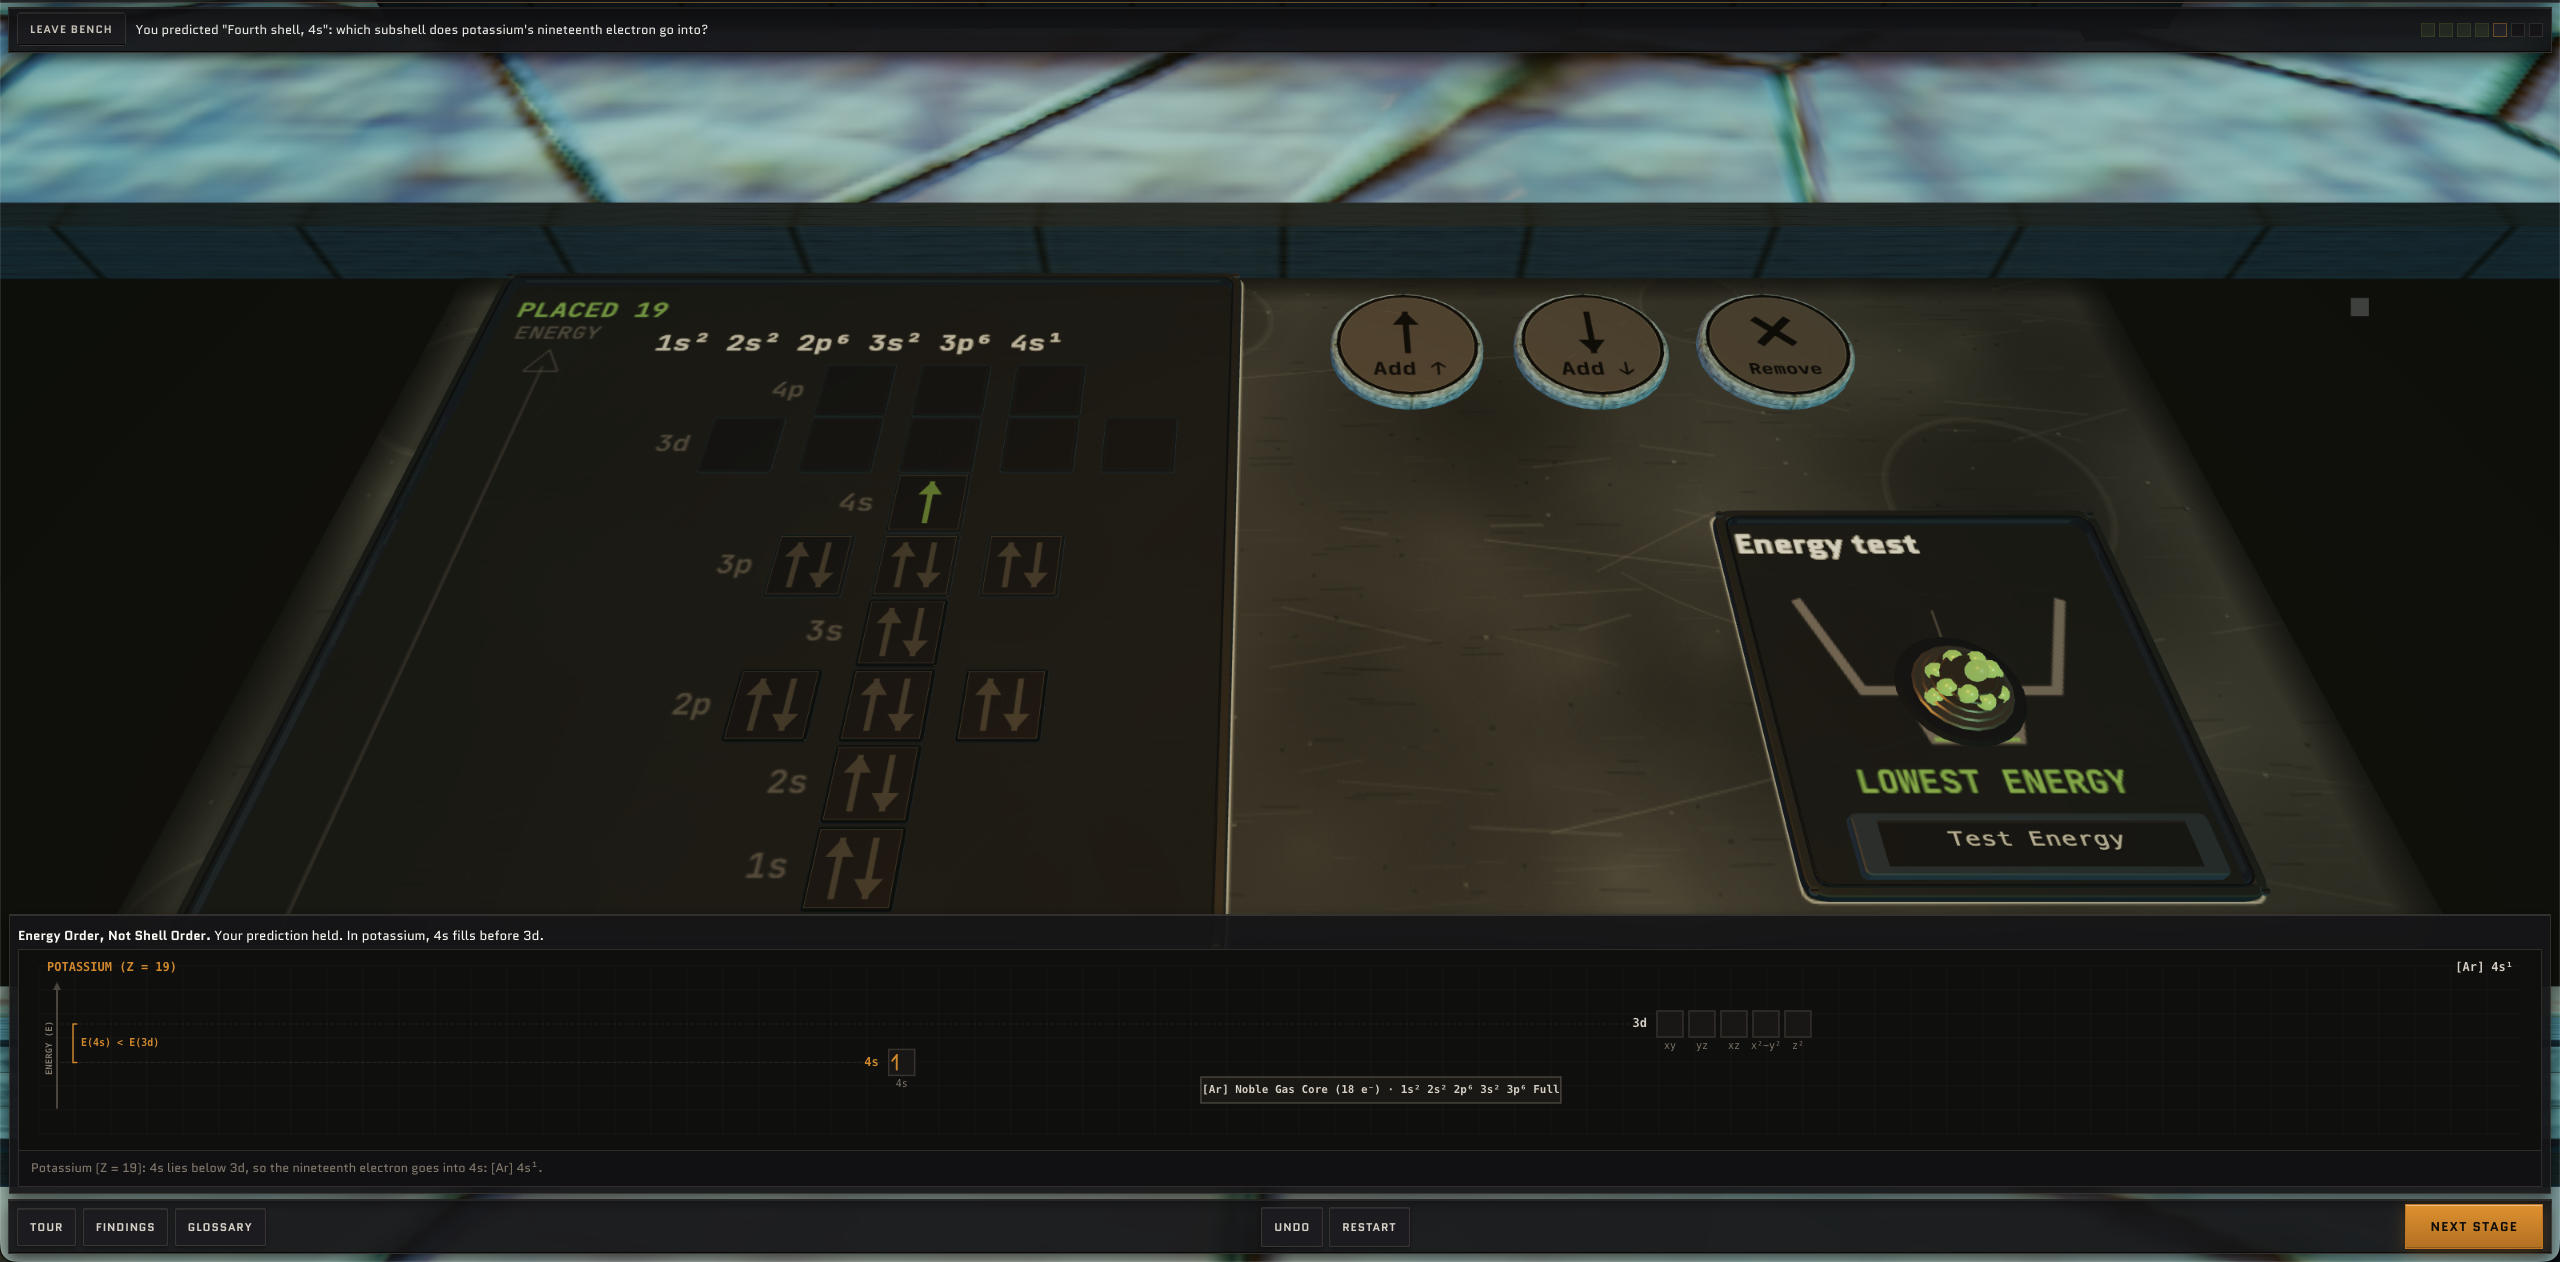 LEAVE BENCH
You predicted "Fourth shell, 4s": which subshell does potassium's nineteenth electron go into?
PLACED 19
ENERGY
1s² 2s² 2p⁶ 3s² 3p⁶ 4s¹
4p
3d
4s
3p
3s
2p
2s
1s
Add ↑
Add ↓
Remove
Energy test
LOWEST ENERGY
Test Energy
Energy Order, Not Shell Order. Your prediction held. In potassium, 4s fills before 3d.
POTASSIUM (Z = 19)
[Ar] 4s¹
ENERGY (E)
E(4s) < E(3d)
3d
xy yz xz x²−y² z²
4s
4s
[Ar] Noble Gas Core (18 e⁻) · 1s² 2s² 2p⁶ 3s² 3p⁶ Full
Potassium (Z = 19): 4s lies below 3d, so the nineteenth electron goes into 4s: [Ar] 4s¹.
TOUR
FINDINGS
GLOSSARY
UNDO
RESTART
NEXT STAGE